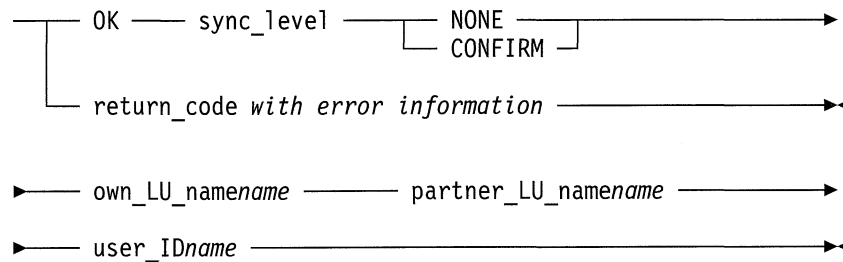 OK sync_level NONE
CONFIRM
return_code with error information
own_LU_namename partner_LU_namename
user_IDname